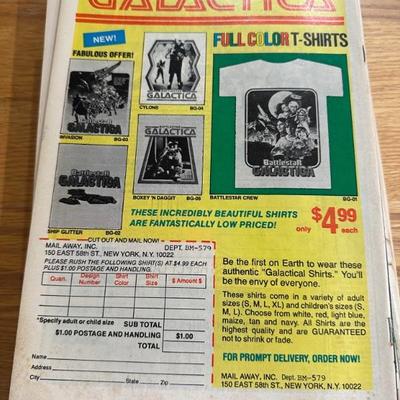 GALACTICA
NEW!
FABULOUS OFFER!
FULL COLOR T-SHIRTS
Battlestar
GALACTICA
INVASION BG-03
GALACTICA
CYLONS BG-04
GALACTICA
BOXEY 'N DAGGIT BG-05
Battlestar
GALACTICA
SHIP GLITTER BG-02
Battlestar
GALACTICA
BATTLESTAR CREW BG-01
THESE INCREDIBLY BEAUTIFUL SHIRTS
ARE FANTASTICALLY LOW PRICED!
only $4.99 each
CUT OUT AND MAIL NOW
MAIL AWAY, INC. DEPT. BM-579
150 EAST 58th ST., NEW YORK, N.Y. 10022
PLEASE RUSH THE FOLLOWING SHIRT(S) AT $4.99 EACH
PLUS $1.00 POSTAGE AND HANDLING.
Quan. Design Number Shirt Color Shirt *Size $ Amount $
*Specify adult or child size SUB TOTAL
$1.00 POSTAGE AND HANDLING $1.00
TOTAL
Name
Address
City State Zip
Be the first on Earth to wear these
authentic "Galactical Shirts." You'll
be the envy of everyone.
These shirts come in a variety of adult
sizes (S, M, L, XL) and children's sizes (S,
M, L). Choose from white, red, light blue,
maize, tan and navy. All Shirts are the
highest quality and are GUARANTEED
not to shrink or fade.
FOR PROMPT DELIVERY, ORDER NOW!
MAIL AWAY, INC. Dept. BM-579
150 EAST 58th ST., NEW YORK, N.Y. 10022